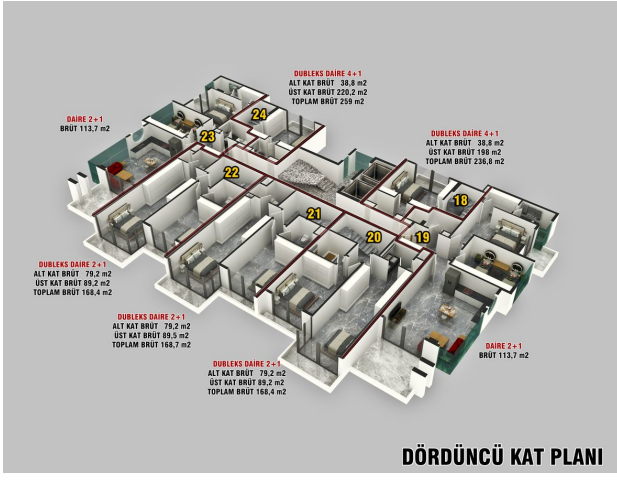 DUBLEKS DAİRE 4+1
ALT KAT BRÜT 38,8 m2
ÜST KAT BRÜT 220,2 m2
TOPLAM BRÜT 259 m2
DAİRE 2+1
BRÜT 113,7 m2
DUBLEKS DAİRE 4+1
ALT KAT BRÜT 38,8 m2
ÜST KAT BRÜT 198 m2
TOPLAM BRÜT 236,8 m2
24
23
22
18
21
20
19
DUBLEKS DAİRE 2+1
ALT KAT BRÜT 79,2 m2
ÜST KAT BRÜT 89,2 m2
TOPLAM BRÜT 168,4 m2
DUBLEKS DAİRE 2+1
ALT KAT BRÜT 79,2 m2
ÜST KAT BRÜT 89,5 m2
TOPLAM BRÜT 168,7 m2
DAİRE 2+1
BRÜT 113,7 m2
DUBLEKS DAİRE 2+1
ALT KAT BRÜT 79,2 m2
ÜST KAT BRÜT 89,2 m2
TOPLAM BRÜT 168,4 m2
DÖRDÜNCÜ KAT PLANI